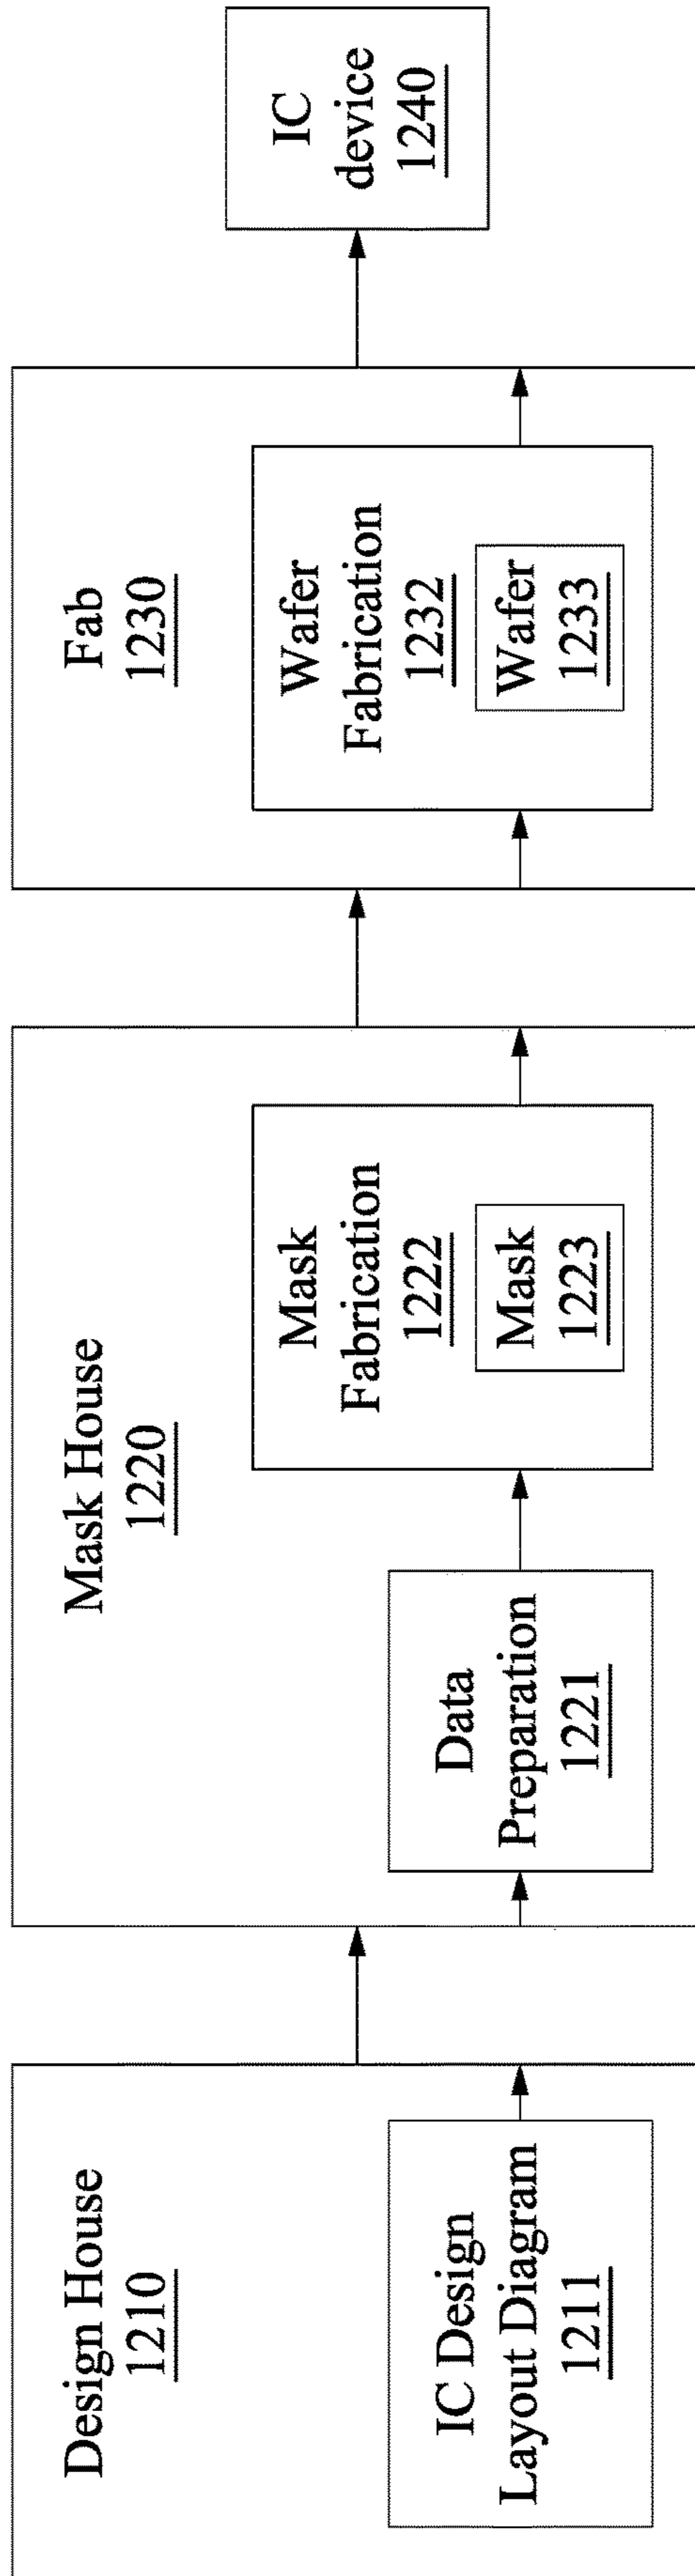 Design House
1210
IC Design
Layout Diagram
1211
Mask House
1220
Data
Preparation
1221
Mask
Fabrication
1222
Mask
1223
Fab
1230
Wafer
Fabrication
1232
Wafer
1233
IC
device
1240